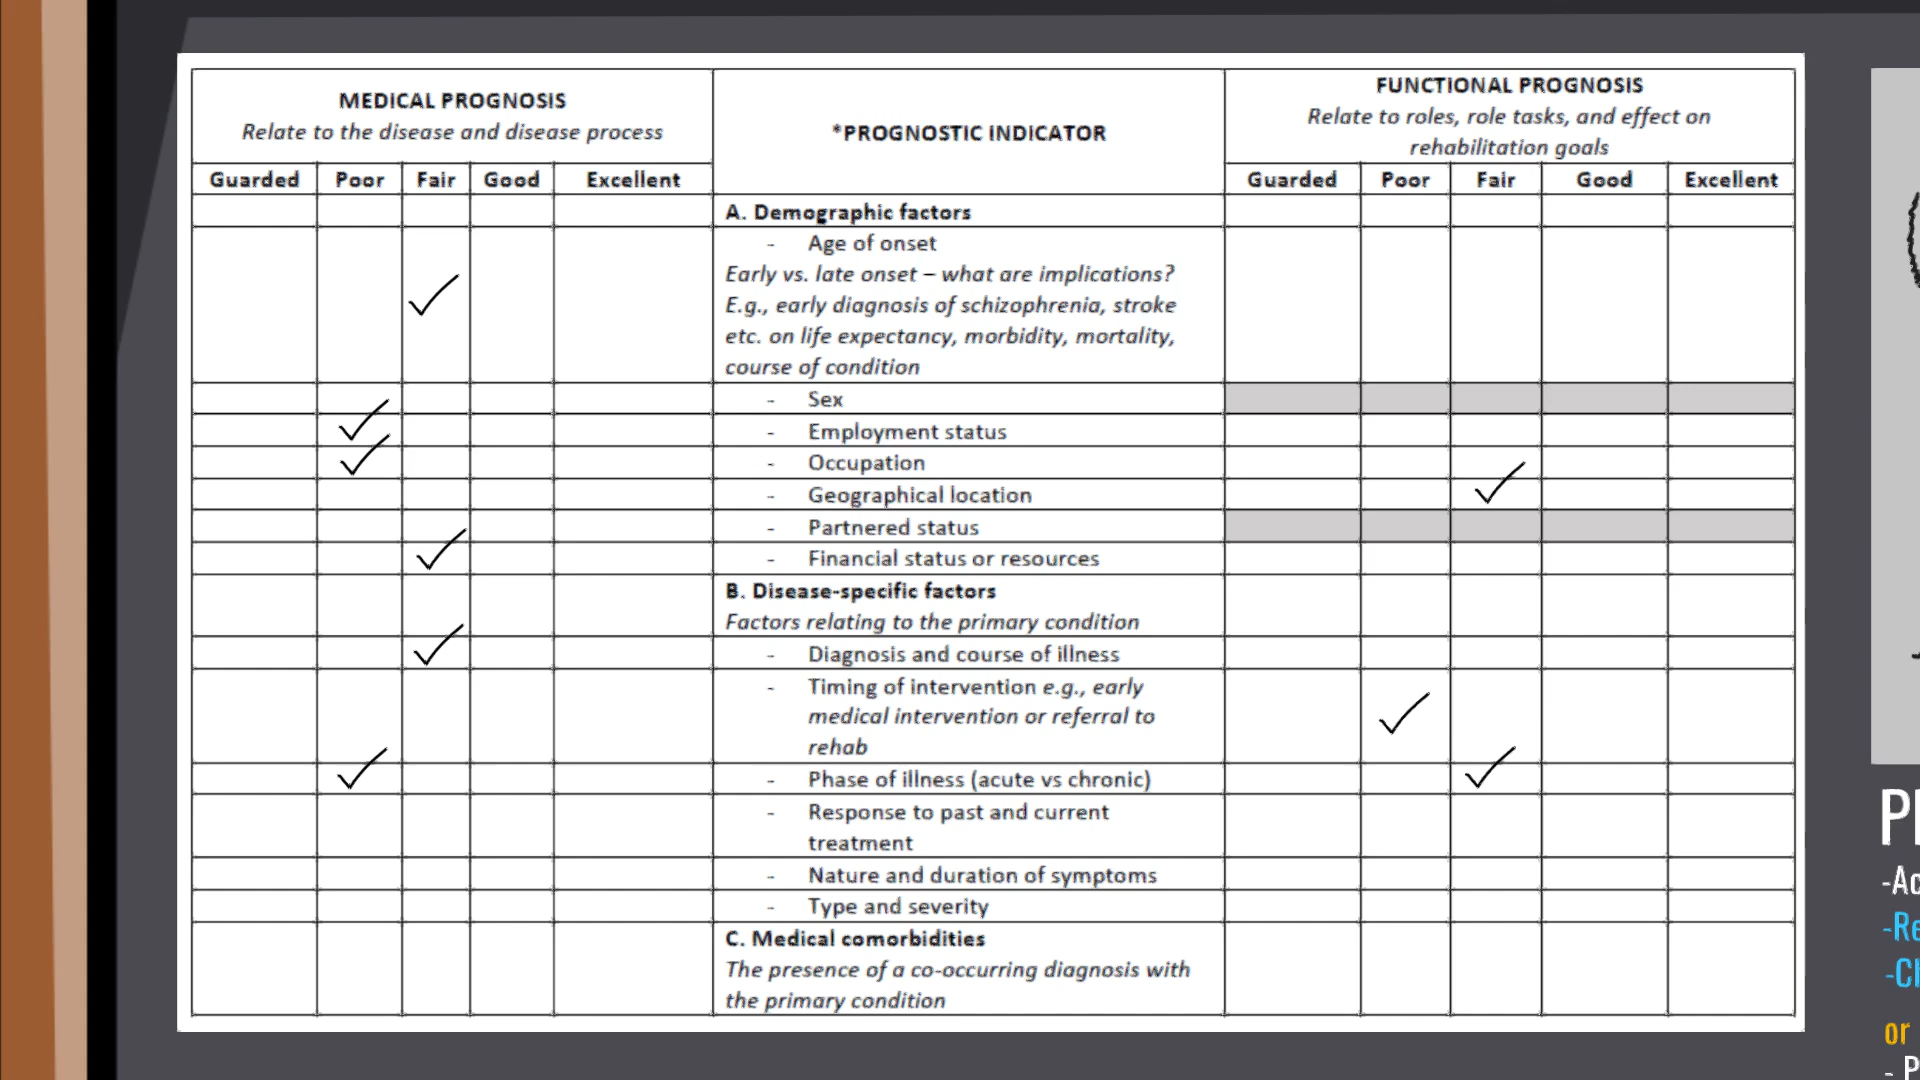 MEDICAL PROGNOSIS
Relate to the disease and disease process
*PROGNOSTIC INDICATOR
FUNCTIONAL PROGNOSIS
Relate to roles, role tasks, and effect on
rehabilitation goals
Guarded Poor Fair Good Excellent
Guarded Poor Fair Good Excellent
A. Demographic factors
- Age of onset
Early vs. late onset – what are implications?
E.g., early diagnosis of schizophrenia, stroke
etc. on life expectancy, morbidity, mortality,
course of condition
- Sex
- Employment status
- Occupation
- Geographical location
- Partnered status
- Financial status or resources
B. Disease-specific factors
Factors relating to the primary condition
- Diagnosis and course of illness
- Timing of intervention e.g., early
medical intervention or referral to
rehab
- Phase of illness (acute vs chronic)
- Response to past and current
treatment
- Nature and duration of symptoms
- Type and severity
C. Medical comorbidities
The presence of a co-occurring diagnosis with
the primary condition
or